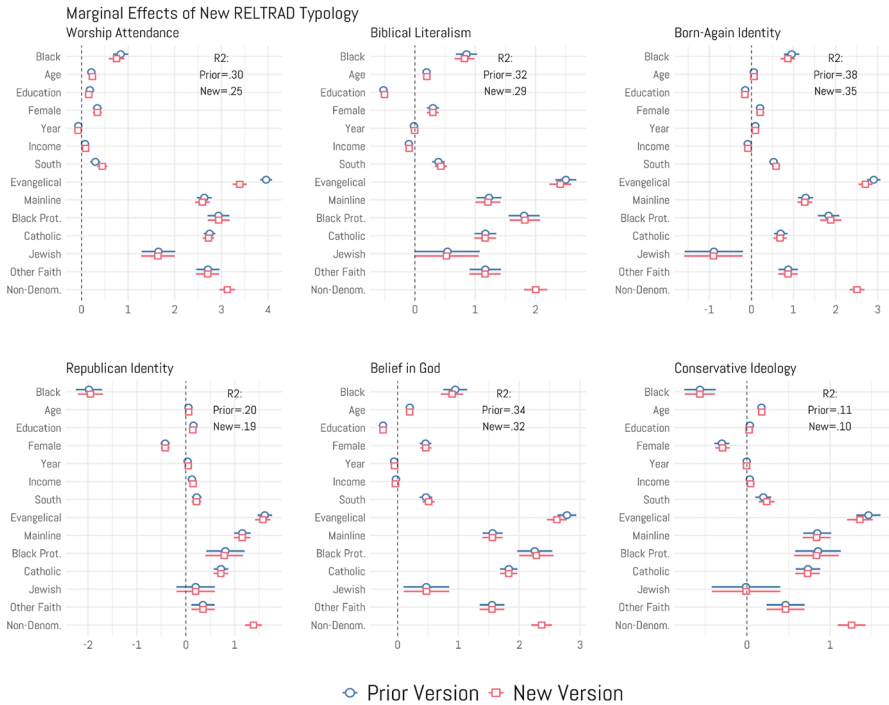 Marginal Effects of New RELTRAD Typology
Worship Attendance
R2:
Prior=.30
New=.25
Black
Age
Education
Female
Year
Income
South
Evangelical
Mainline
Black Prot.
Catholic
Jewish
Other Faith
Non-Denom.
0 1 2 3 4
Biblical Literalism
R2:
Prior=.32
New=.29
Black
Age
Education
Female
Year
Income
South
Evangelical
Mainline
Black Prot.
Catholic
Jewish
Other Faith
Non-Denom.
0 1 2
Born-Again Identity
R2:
Prior=.38
New=.35
Black
Age
Education
Female
Year
Income
South
Evangelical
Mainline
Black Prot.
Catholic
Jewish
Other Faith
Non-Denom.
-1 0 1 2 3
Republican Identity
R2:
Prior=.20
New=.19
Black
Age
Education
Female
Year
Income
South
Evangelical
Mainline
Black Prot.
Catholic
Jewish
Other Faith
Non-Denom.
-2 -1 0 1
Belief in God
R2:
Prior=.34
New=.32
Black
Age
Education
Female
Year
Income
South
Evangelical
Mainline
Black Prot.
Catholic
Jewish
Other Faith
Non-Denom.
0 1 2 3
Conservative Ideology
R2:
Prior=.11
New=.10
Black
Age
Education
Female
Year
Income
South
Evangelical
Mainline
Black Prot.
Catholic
Jewish
Other Faith
Non-Denom.
0 1
Prior Version New Version